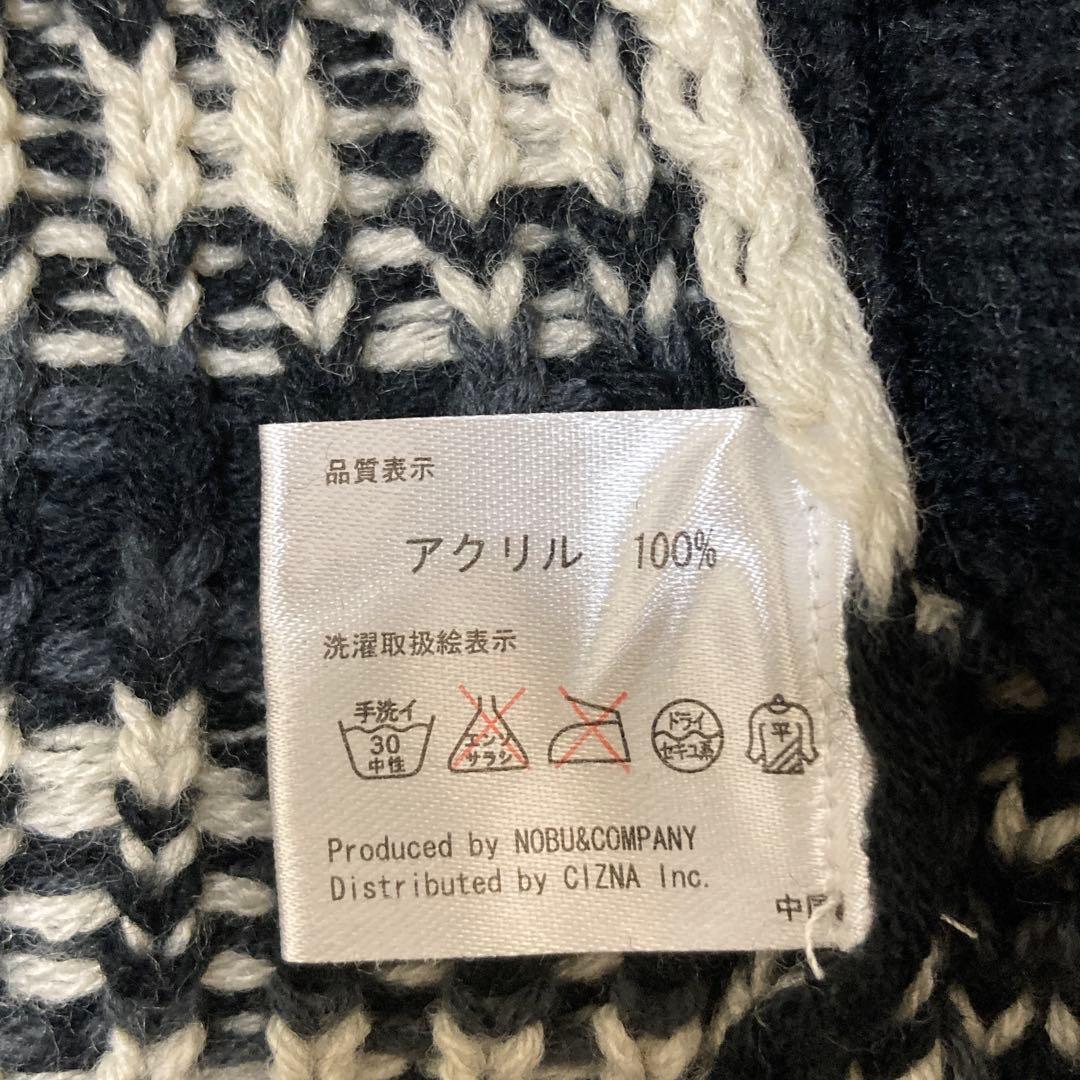 品質表示
アクリル 100%
洗濯取扱絵表示
手洗イ
30
中性
エンソ
サラシ
ドライ
セキユ系
平
Produced by NOBU&COMPANY
Distributed by CIZNA Inc.